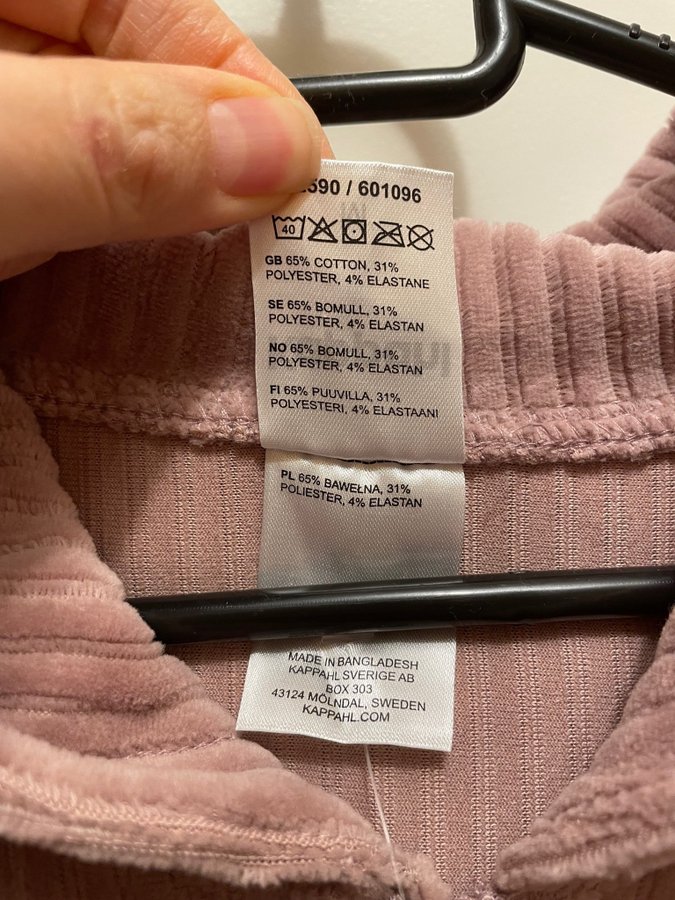 590 / 601096
40
GB 65% COTTON, 31%
POLYESTER, 4% ELASTANE
SE 65% BOMULL, 31%
POLYESTER, 4% ELASTAN
NO 65% BOMULL, 31%
POLYESTER, 4% ELASTAN
FI 65% PUUVILLA, 31%
POLYESTERI, 4% ELASTAANI
PL 65% BAWEŁNA, 31%
POLIESTER, 4% ELASTAN
MADE IN BANGLADESH
KAPPAHL SVERIGE AB
BOX 303
43124 MÖLNDAL, SWEDEN
KAPPAHL.COM